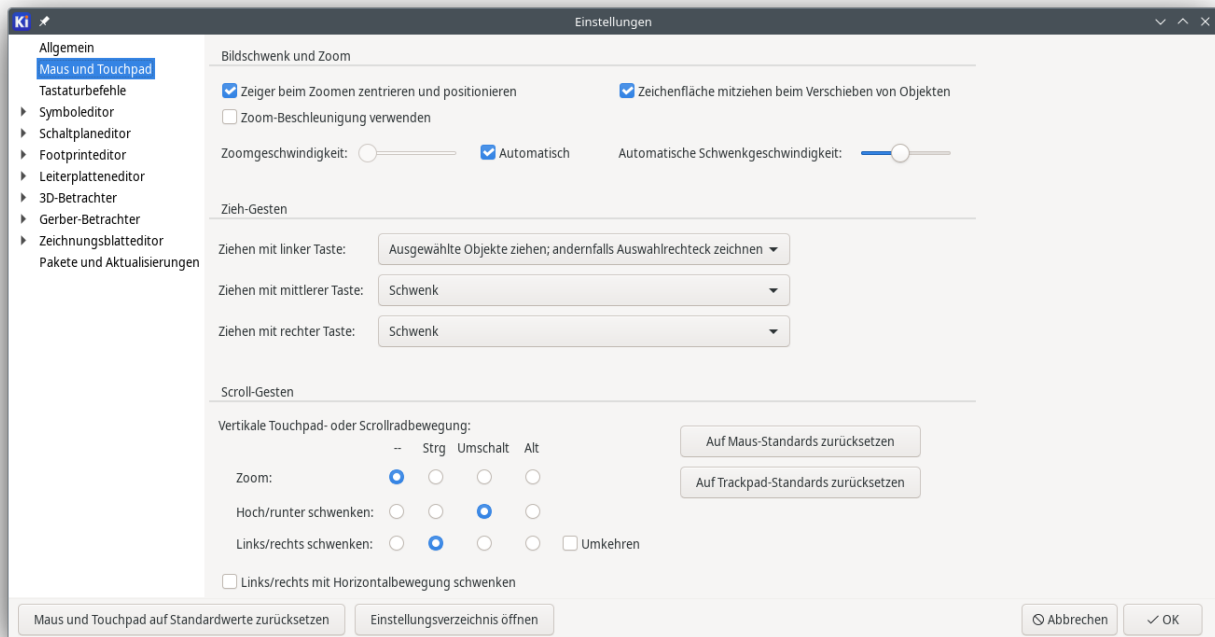 Ki Einstellungen
Allgemein
Maus und Touchpad
Tastaturbefehle
Symboleditor
Schaltplaneditor
Footprinteditor
Leiterplatteneditor
3D-Betrachter
Gerber-Betrachter
Zeichnungsblatteditor
Pakete und Aktualisierungen
Bildschwenk und Zoom
Zeiger beim Zoomen zentrieren und positionieren Zeichenfläche mitziehen beim Verschieben von Objekten
Zoom-Beschleunigung verwenden
Zoomgeschwindigkeit: Automatisch Automatische Schwenkgeschwindigkeit:
Zieh-Gesten
Ziehen mit linker Taste: Ausgewählte Objekte ziehen; andernfalls Auswahlrechteck zeichnen
Ziehen mit mittlerer Taste: Schwenk
Ziehen mit rechter Taste: Schwenk
Scroll-Gesten
Vertikale Touchpad- oder Scrollradbewegung:
-- Strg Umschalt Alt
Zoom:
Hoch/runter schwenken:
Links/rechts schwenken: Umkehren
Links/rechts mit Horizontalbewegung schwenken
Auf Maus-Standards zurücksetzen
Auf Trackpad-Standards zurücksetzen
Maus und Touchpad auf Standardwerte zurücksetzen Einstellungsverzeichnis öffnen Abbrechen OK